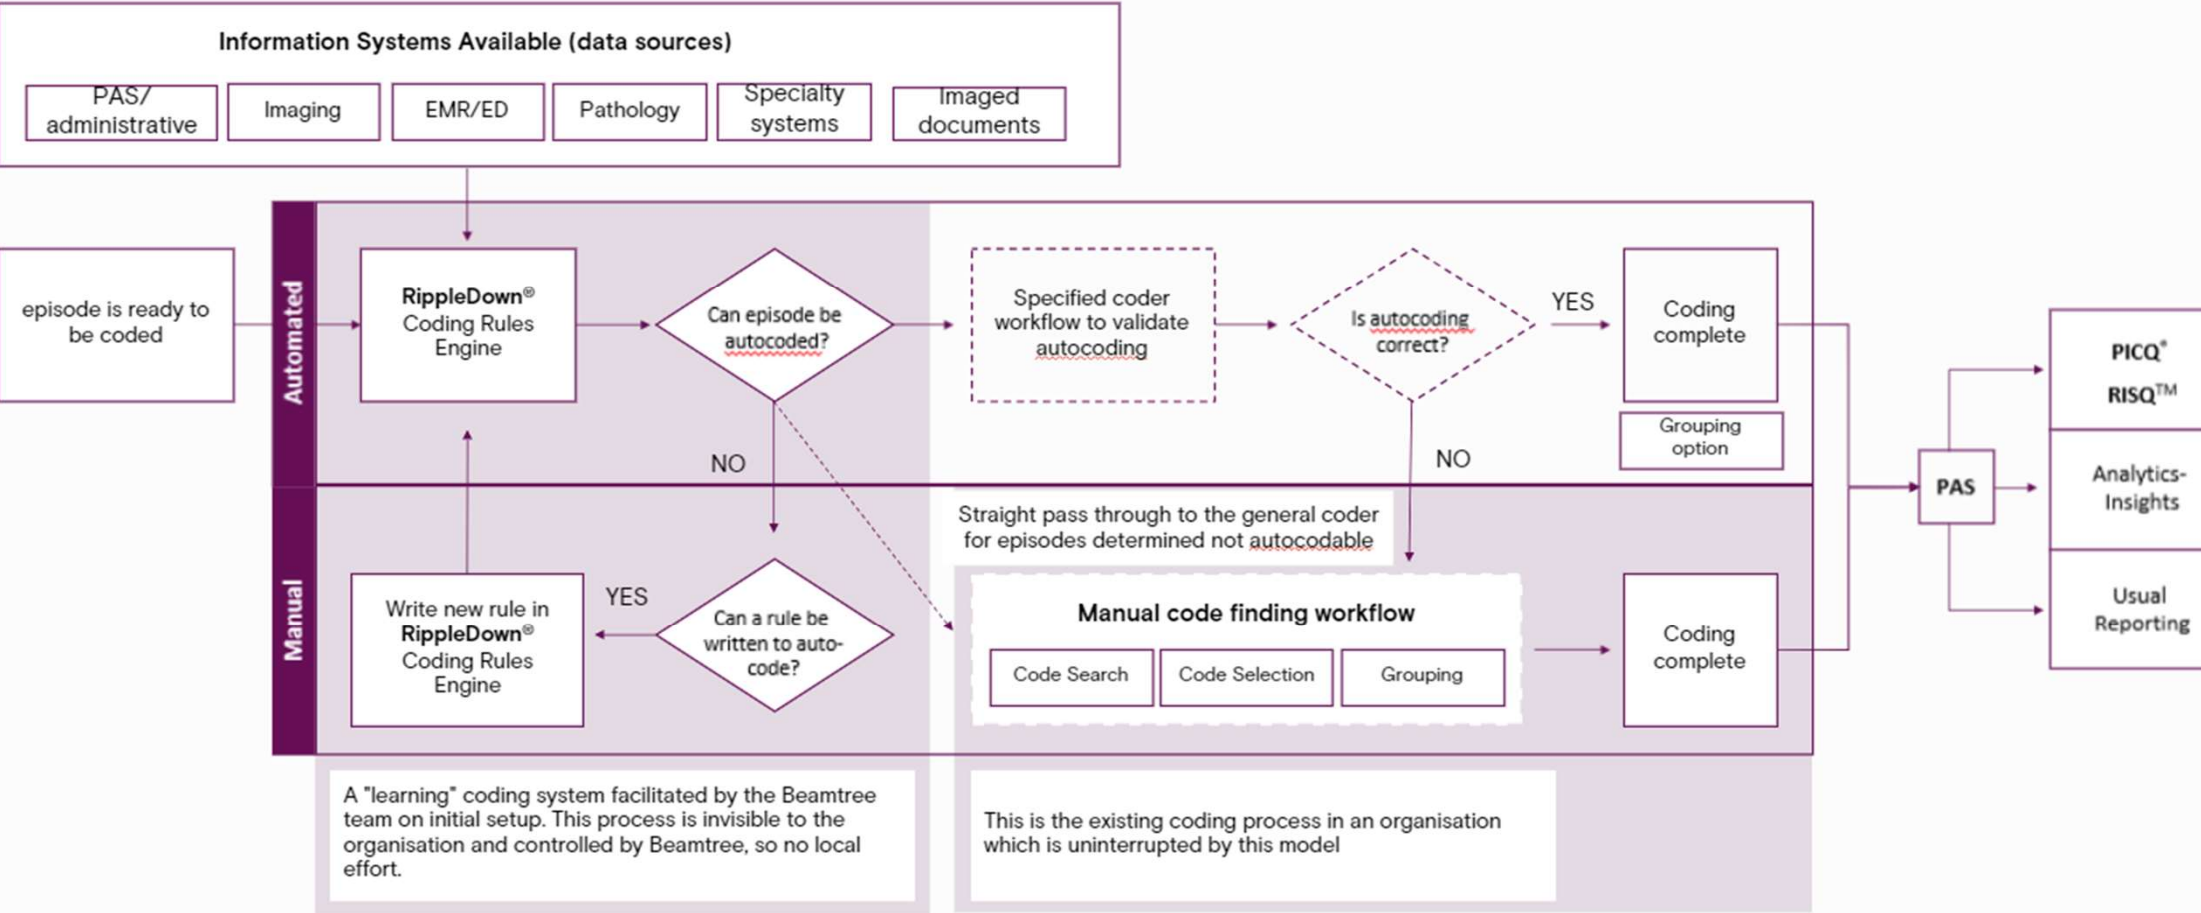 Information Systems Available (data sources)
PAS/
administrative
Imaging
EMR/ED
Pathology
Specialty
systems
Imaged
documents
Automated
episode is ready to
be coded
RippleDown®
Coding Rules
Engine
Can episode be
autocoded?
Specified coder
workflow to validate
autocoding
Is autocoding
correct?
YES
Coding
complete
Grouping
option
NO
NO
PICQ®
RISQ™
Analytics-
Insights
Usual
Reporting
PAS
Manual
Write new rule in
RippleDown®
Coding Rules
Engine
YES
Can a rule be
written to auto-
code?
Straight pass through to the general coder
for episodes determined not autocodable
Manual code finding workflow
Code Search
Code Selection
Grouping
Coding
complete
A "learning" coding system facilitated by the Beamtree
team on initial setup. This process is invisible to the
organisation and controlled by Beamtree, so no local
effort.
This is the existing coding process in an organisation
which is uninterrupted by this model